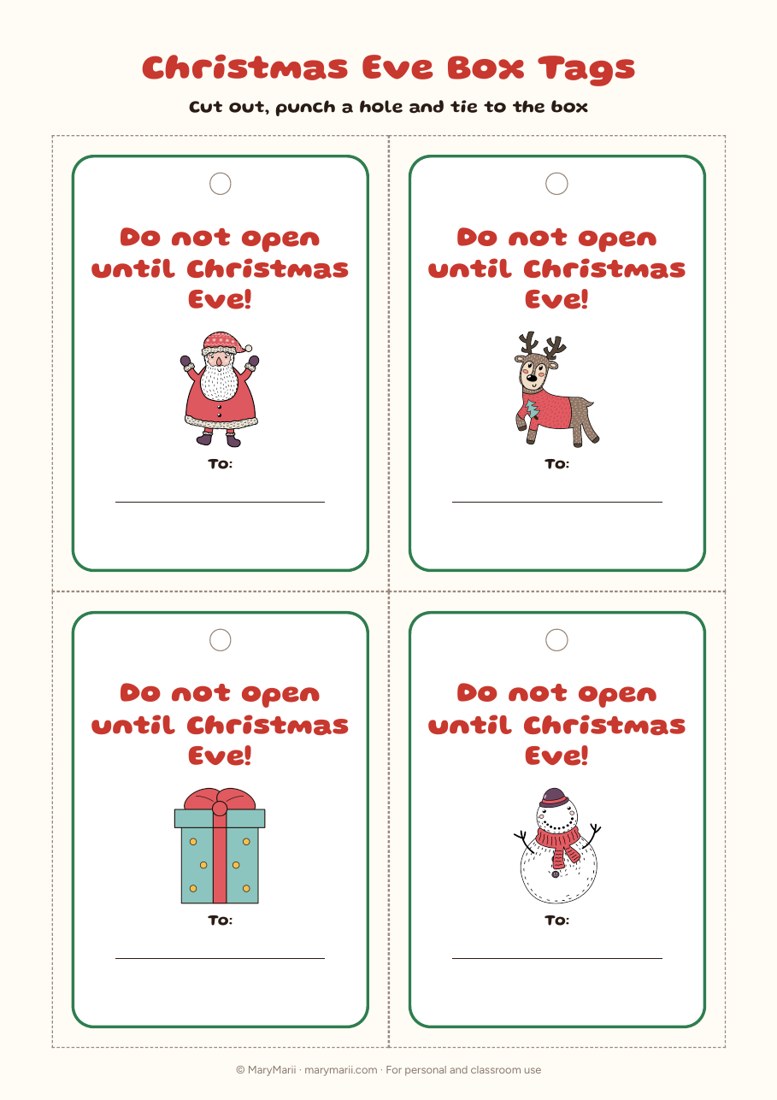 Christmas Eve Box Tags
Cut out, punch a hole and tie to the box
Do not open
until Christmas
Eve!
To:
Do not open
until Christmas
Eve!
To:
Do not open
until Christmas
Eve!
To:
Do not open
until Christmas
Eve!
To:
© MaryMarii · marymarii.com · For personal and classroom use